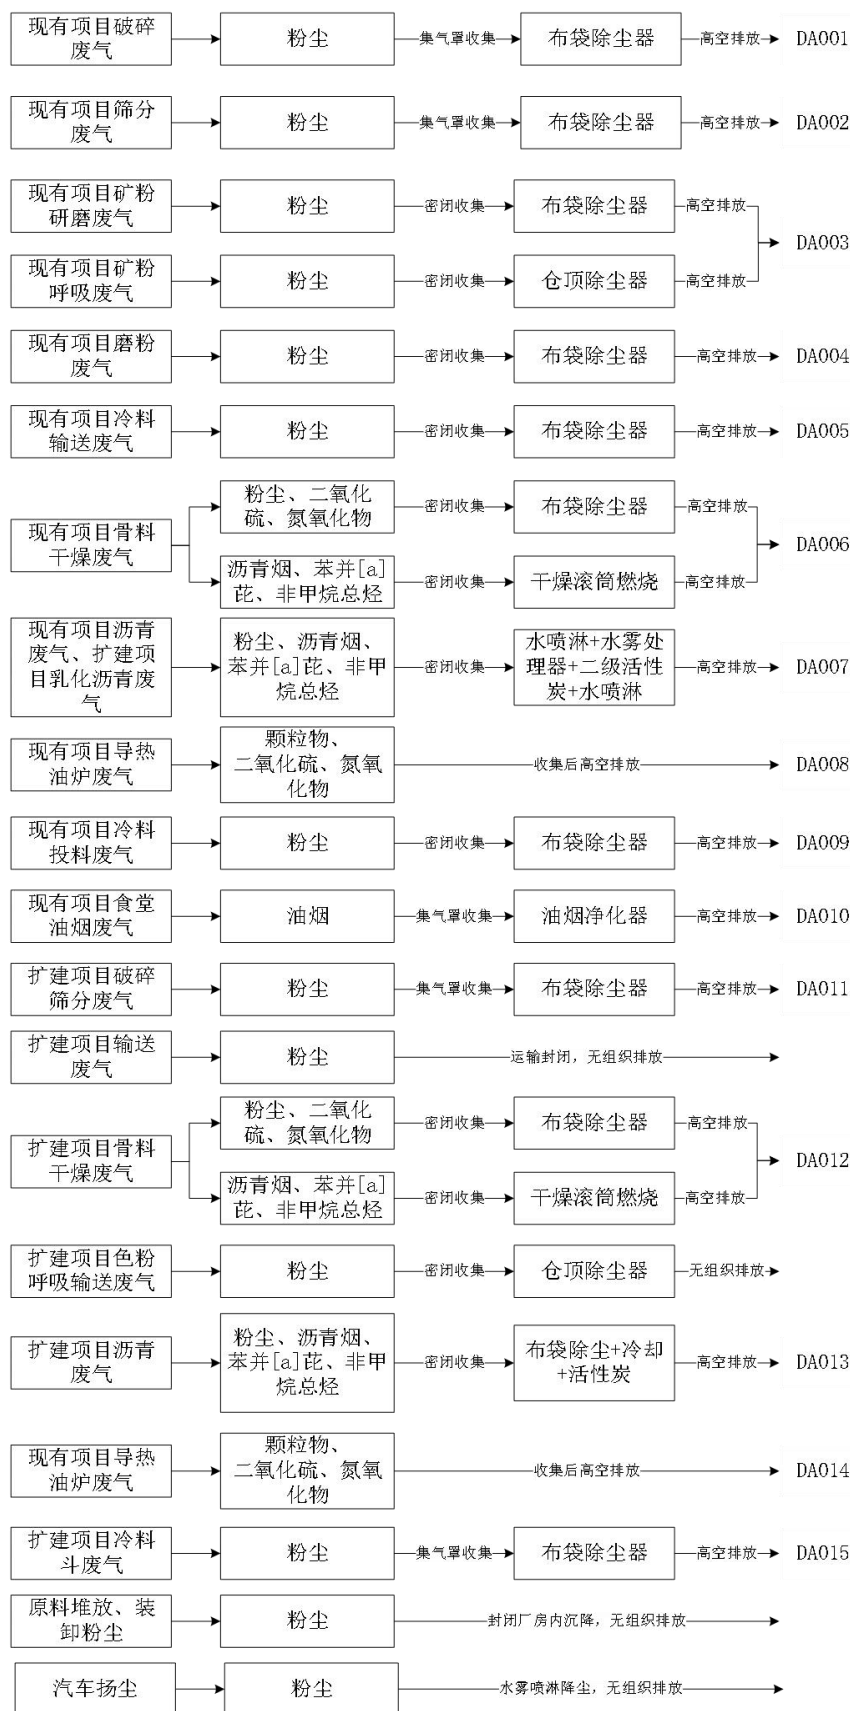 现有项目破碎
废气
粉尘
集气罩收集
布袋除尘器
高空排放
DA001
现有项目筛分
废气
粉尘
集气罩收集
布袋除尘器
高空排放
DA002
现有项目矿粉
研磨废气
粉尘
密闭收集
布袋除尘器
高空排放
DA003
现有项目矿粉
呼吸废气
粉尘
密闭收集
仓顶除尘器
高空排放
现有项目磨粉
废气
粉尘
密闭收集
布袋除尘器
高空排放
DA004
现有项目冷料
输送废气
粉尘
密闭收集
布袋除尘器
高空排放
DA005
现有项目骨料
干燥废气
粉尘、二氧化
硫、氮氧化物
密闭收集
布袋除尘器
高空排放
DA006
沥青烟、苯并[a]
芘、非甲烷总烃
密闭收集
干燥滚筒燃烧
高空排放
现有项目沥青
废气、扩建项
目乳化沥青废
气
粉尘、沥青烟、
苯并[a]芘、非甲
烷总烃
密闭收集
水喷淋+水雾处
理器+二级活性
炭+水喷淋
高空排放
DA007
现有项目导热
油炉废气
颗粒物、
二氧化硫、氮氧
化物
收集后高空排放
DA008
现有项目冷料
投料废气
粉尘
密闭收集
布袋除尘器
高空排放
DA009
现有项目食堂
油烟废气
油烟
集气罩收集
油烟净化器
高空排放
DA010
扩建项目破碎
筛分废气
粉尘
集气罩收集
布袋除尘器
高空排放
DA011
扩建项目输送
废气
粉尘
运输封闭，无组织排放
扩建项目骨料
干燥废气
粉尘、二氧化
硫、氮氧化物
密闭收集
布袋除尘器
高空排放
DA012
沥青烟、苯并[a]
芘、非甲烷总烃
密闭收集
干燥滚筒燃烧
高空排放
扩建项目色粉
呼吸输送废气
粉尘
密闭收集
仓顶除尘器
无组织排放
扩建项目沥青
废气
粉尘、沥青烟、
苯并[a]芘、非甲
烷总烃
密闭收集
布袋除尘+冷却
+活性炭
高空排放
DA013
现有项目导热
油炉废气
颗粒物、
二氧化硫、氮氧
化物
收集后高空排放
DA014
扩建项目冷料
斗废气
粉尘
集气罩收集
布袋除尘器
高空排放
DA015
原料堆放、装
卸粉尘
粉尘
封闭厂房内沉降，无组织排放
汽车扬尘
粉尘
水雾喷淋降尘，无组织排放